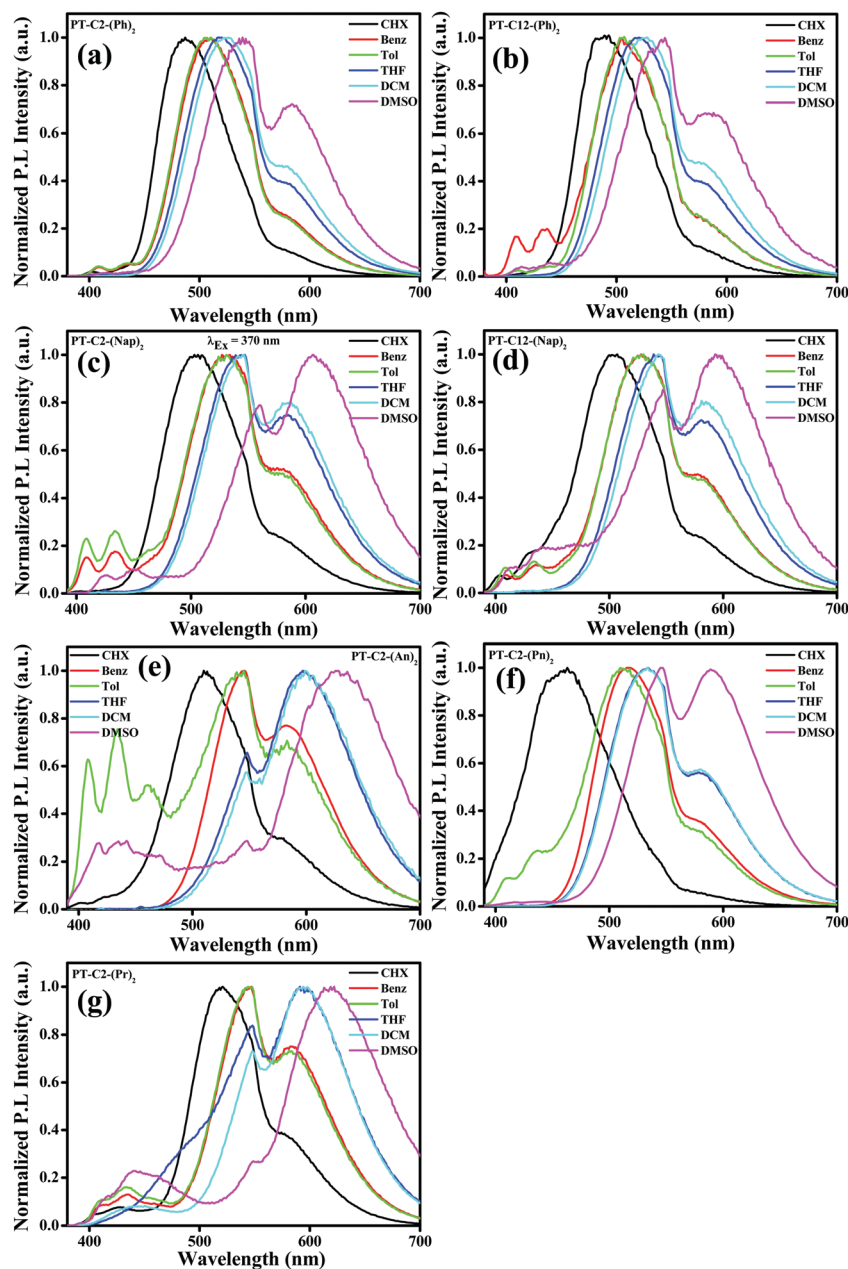 PT-C2-(Ph)2
(a)
CHX
Benz
Tol
THF
DCM
DMSO
Normalized P.L Intensity (a.u.)
1.0
0.8
0.6
0.4
0.2
0.0
400 500 600 700
Wavelength (nm)
PT-C12-(Ph)2
(b)
CHX
Benz
Tol
THF
DCM
DMSO
Normalized P.L Intensity (a.u.)
1.0
0.8
0.6
0.4
0.2
0.0
400 500 600 700
Wavelength (nm)
PT-C2-(Nap)2
λEx = 370 nm
(c)
CHX
Benz
Tol
THF
DCM
DMSO
Normalized P.L Intensity (a.u.)
1.0
0.8
0.6
0.4
0.2
0.0
400 500 600 700
Wavelength (nm)
PT-C12-(Nap)2
(d)
CHX
Benz
Tol
THF
DCM
DMSO
Normalized P.L Intensity (a.u.)
1.0
0.8
0.6
0.4
0.2
0.0
400 500 600 700
Wavelength (nm)
CHX
Benz
Tol
THF
DCM
DMSO
(e)
PT-C2-(An)2
Normalized P.L Intensity (a.u.)
1.0
0.8
0.6
0.4
0.2
0.0
400 500 600 700
Wavelength (nm)
CHX
Benz
Tol
THF
DCM
DMSO
PT-C2-(Pn)2
(f)
Normalized P.L Intensity (a.u.)
1.0
0.8
0.6
0.4
0.2
0.0
400 500 600 700
Wavelength (nm)
PT-C2-(Pr)2
(g)
CHX
Benz
Tol
THF
DCM
DMSO
Normalized P.L Intensity (a.u.)
1.0
0.8
0.6
0.4
0.2
0.0
400 500 600 700
Wavelength (nm)